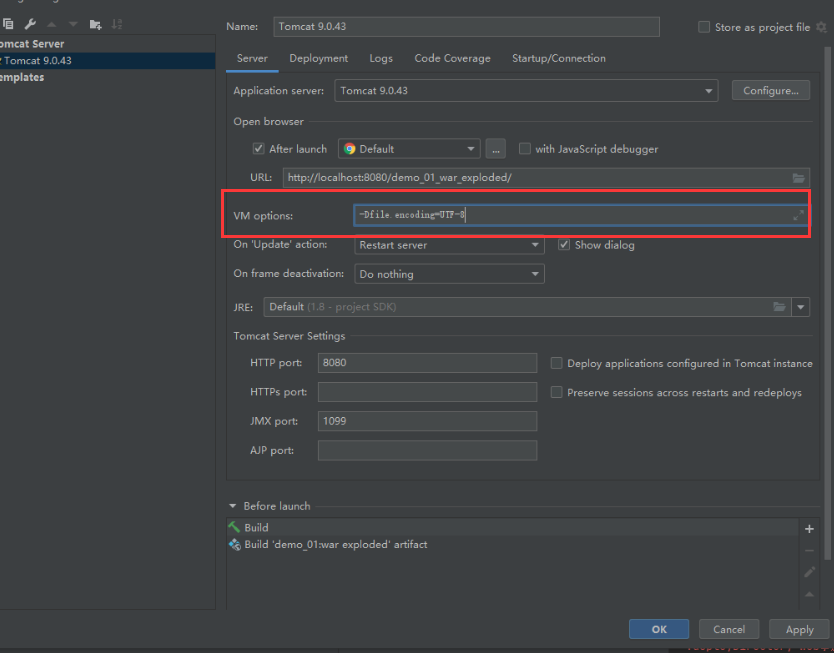 Name: Tomcat 9.0.43 Store as project file
omcat Server
Tomcat 9.0.43
emplates
Server Deployment Logs Code Coverage Startup/Connection
Application server: Tomcat 9.0.43 Configure...
Open browser
After launch Default ... with JavaScript debugger
URL: http://localhost:8080/demo_01_war_exploded/
VM options: -Dfile encoding=UTF-8
On 'Update' action: Restart server Show dialog
On frame deactivation: Do nothing
JRE: Default (1.8 - project SDK)
Tomcat Server Settings
HTTP port: 8080 Deploy applications configured in Tomcat instance
HTTPs port: Preserve sessions across restarts and redeploys
JMX port: 1099
AJP port:
Before launch
Build
Build 'demo_01:war exploded' artifact
OK Cancel Apply